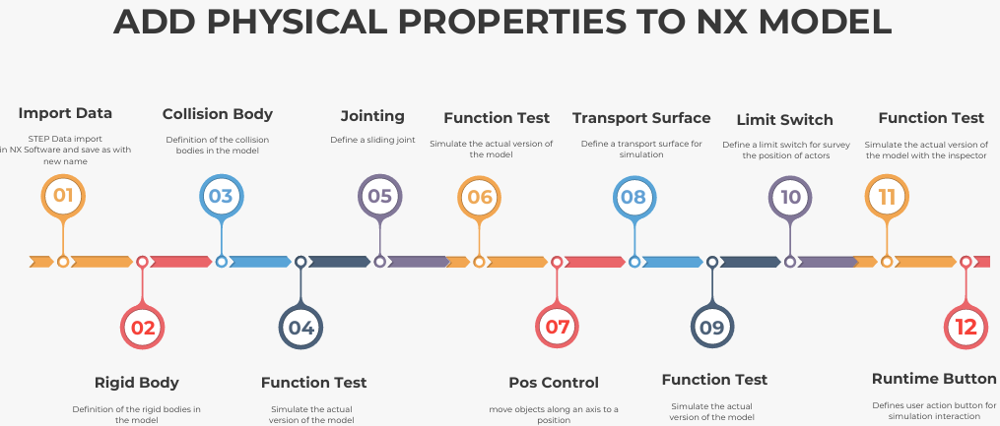 ADD PHYSICAL PROPERTIES TO NX MODEL
Import Data
STEP Data import
in NX Software and save as with
new name
01
Collision Body
Definition of the collision
bodies in the model
03
Jointing
Define a sliding joint
05
Function Test
Simulate the actual version of
the model
06
Transport Surface
Define a transport surface for
simulation
08
Limit Switch
Define a limit switch for survey
the position of actors
10
Function Test
Simulate the actual version of
the model with the inspector
11
02
Rigid Body
Definition of the rigid bodies in
the model
04
Function Test
Simulate the actual
version of the model
07
Pos Control
move objects along an axis to a
position
09
Function Test
Simulate the actual
version of the model
12
Runtime Button
Defines user action button for
simulation interaction